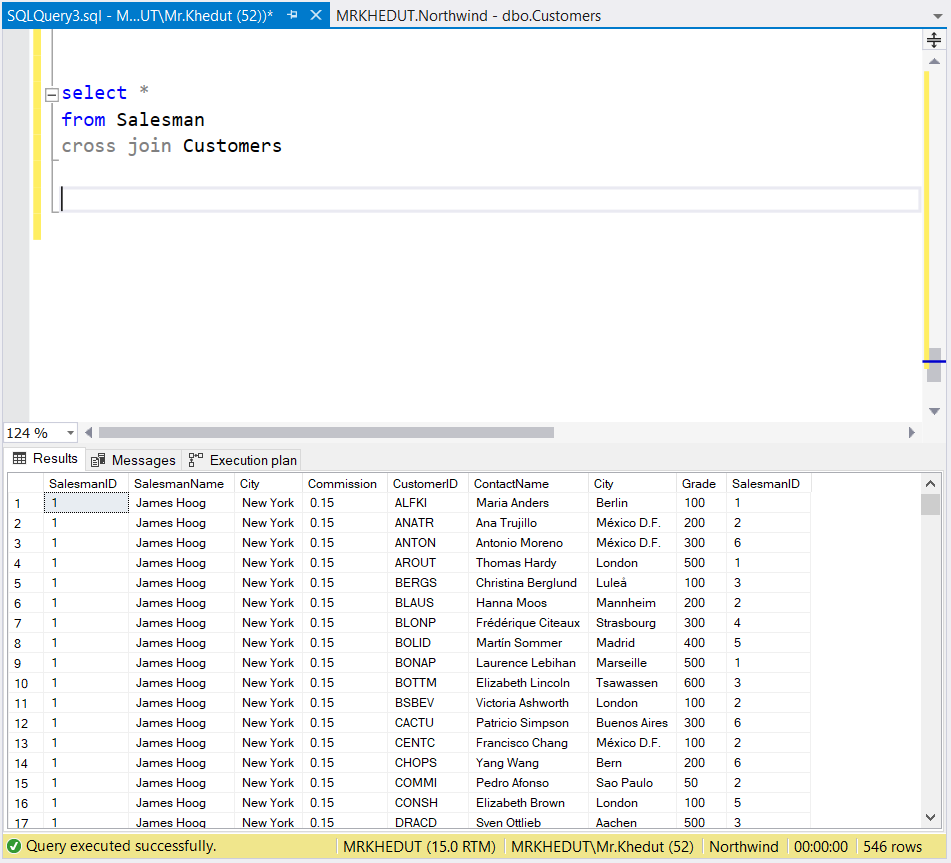 SQLQuery3.sql - M...UT\Mr.Khedut (52))* MRKHEDUT.Northwind - dbo.Customers
select *
from Salesman
cross join Customers
124 %
Results Messages Execution plan
SalesmanID SalesmanName City Commission CustomerID ContactName City Grade SalesmanID
1 1 James Hoog New York 0.15 ALFKI Maria Anders Berlin 100 1
2 1 James Hoog New York 0.15 ANATR Ana Trujillo México D.F. 200 2
3 1 James Hoog New York 0.15 ANTON Antonio Moreno México D.F. 300 6
4 1 James Hoog New York 0.15 AROUT Thomas Hardy London 500 1
5 1 James Hoog New York 0.15 BERGS Christina Berglund Luleå 100 3
6 1 James Hoog New York 0.15 BLAUS Hanna Moos Mannheim 200 2
7 1 James Hoog New York 0.15 BLONP Frédérique Citeaux Strasbourg 300 4
8 1 James Hoog New York 0.15 BOLID Martín Sommer Madrid 400 5
9 1 James Hoog New York 0.15 BONAP Laurence Lebihan Marseille 500 1
10 1 James Hoog New York 0.15 BOTTM Elizabeth Lincoln Tsawassen 600 3
11 1 James Hoog New York 0.15 BSBEV Victoria Ashworth London 100 2
12 1 James Hoog New York 0.15 CACTU Patricio Simpson Buenos Aires 300 6
13 1 James Hoog New York 0.15 CENTC Francisco Chang México D.F. 100 2
14 1 James Hoog New York 0.15 CHOPS Yang Wang Bern 200 6
15 1 James Hoog New York 0.15 COMMI Pedro Afonso Sao Paulo 50 2
16 1 James Hoog New York 0.15 CONSH Elizabeth Brown London 100 5
17 1 James Hoog New York 0.15 DRACD Sven Ottlieb Aachen 500 3
Query executed successfully. MRKHEDUT (15.0 RTM) MRKHEDUT\Mr.Khedut (52) Northwind 00:00:00 546 rows